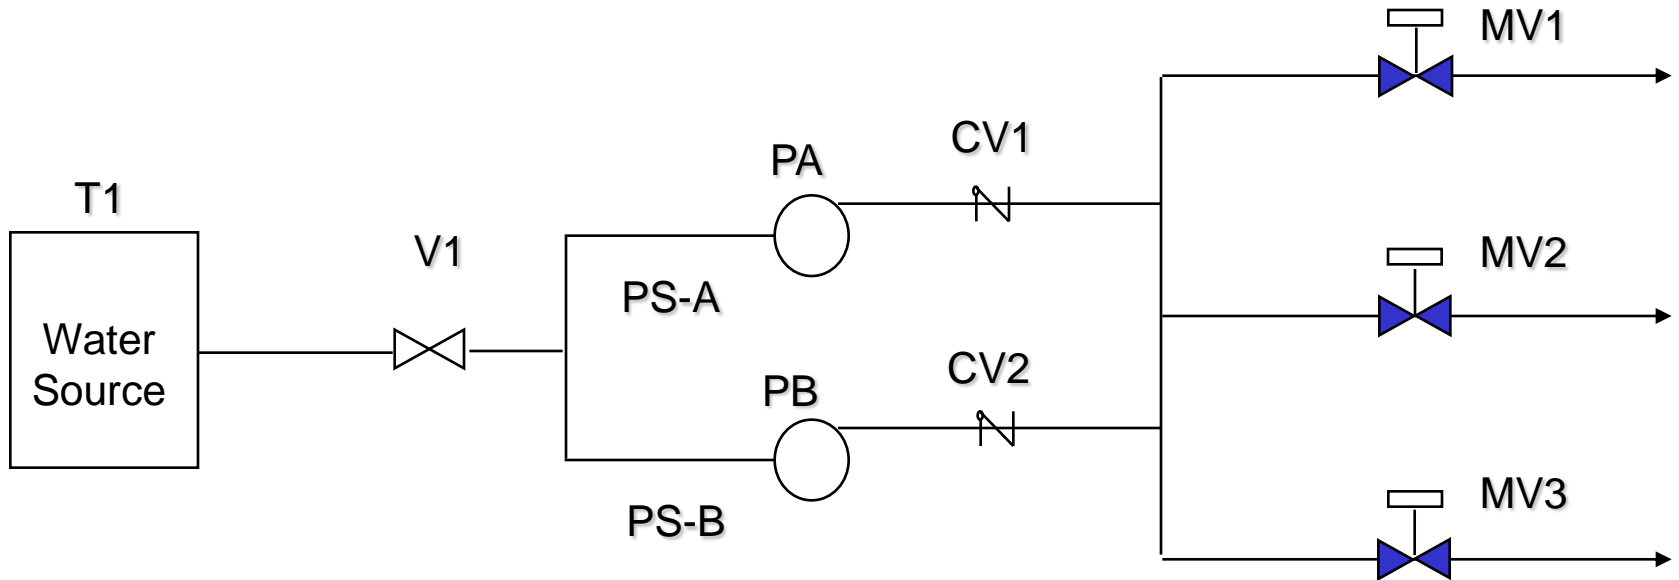 T1
Water
Source
V1
PS-A
PS-B
PA
PB
CV1
CV2
MV1
MV2
MV3